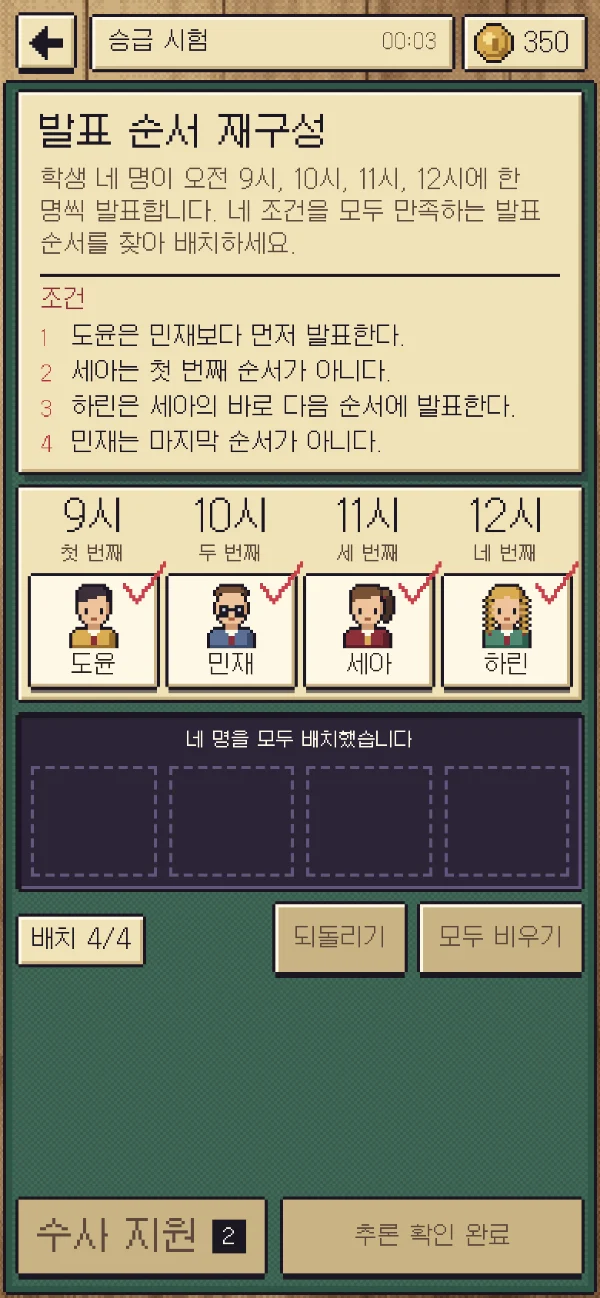 승급 시험
00:03
350
발표 순서 재구성
학생 네 명이 오전 9시, 10시, 11시, 12시에 한
명씩 발표합니다. 네 조건을 모두 만족하는 발표
순서를 찾아 배치하세요.
조건
1 도윤은 민재보다 먼저 발표한다.
2 세아는 첫 번째 순서가 아니다.
3 하린은 세아의 바로 다음 순서에 발표한다.
4 민재는 마지막 순서가 아니다.
9시 10시 11시 12시
첫 번째 두 번째 세 번째 네 번째
도윤 민재 세아 하린
네 명을 모두 배치했습니다
배치 4/4
되돌리기
모두 비우기
수사 지원 2
추론 확인 완료